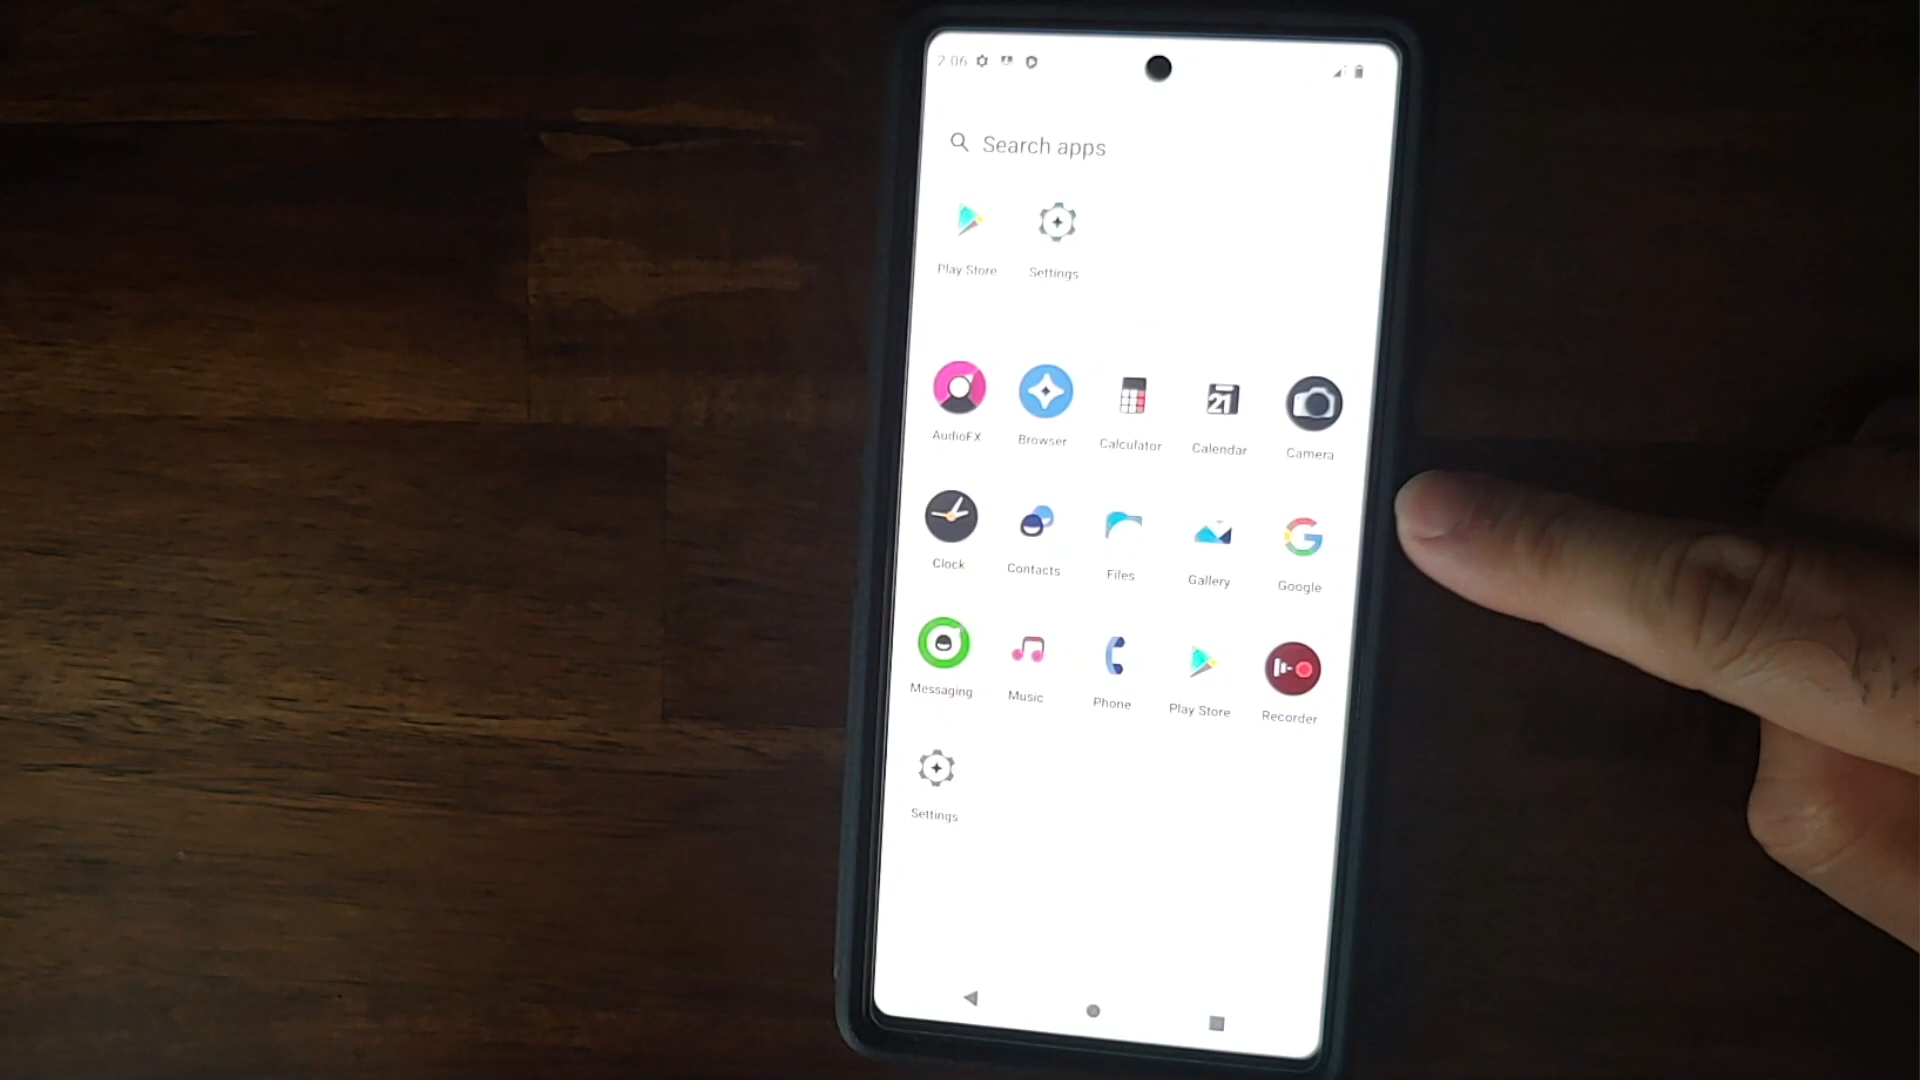 2:06
Search apps
Play Store Settings
AudioFX Browser Calculator Calendar Camera
21
Clock Contacts Files Gallery Google
Messaging Music Phone Play Store Recorder
Settings